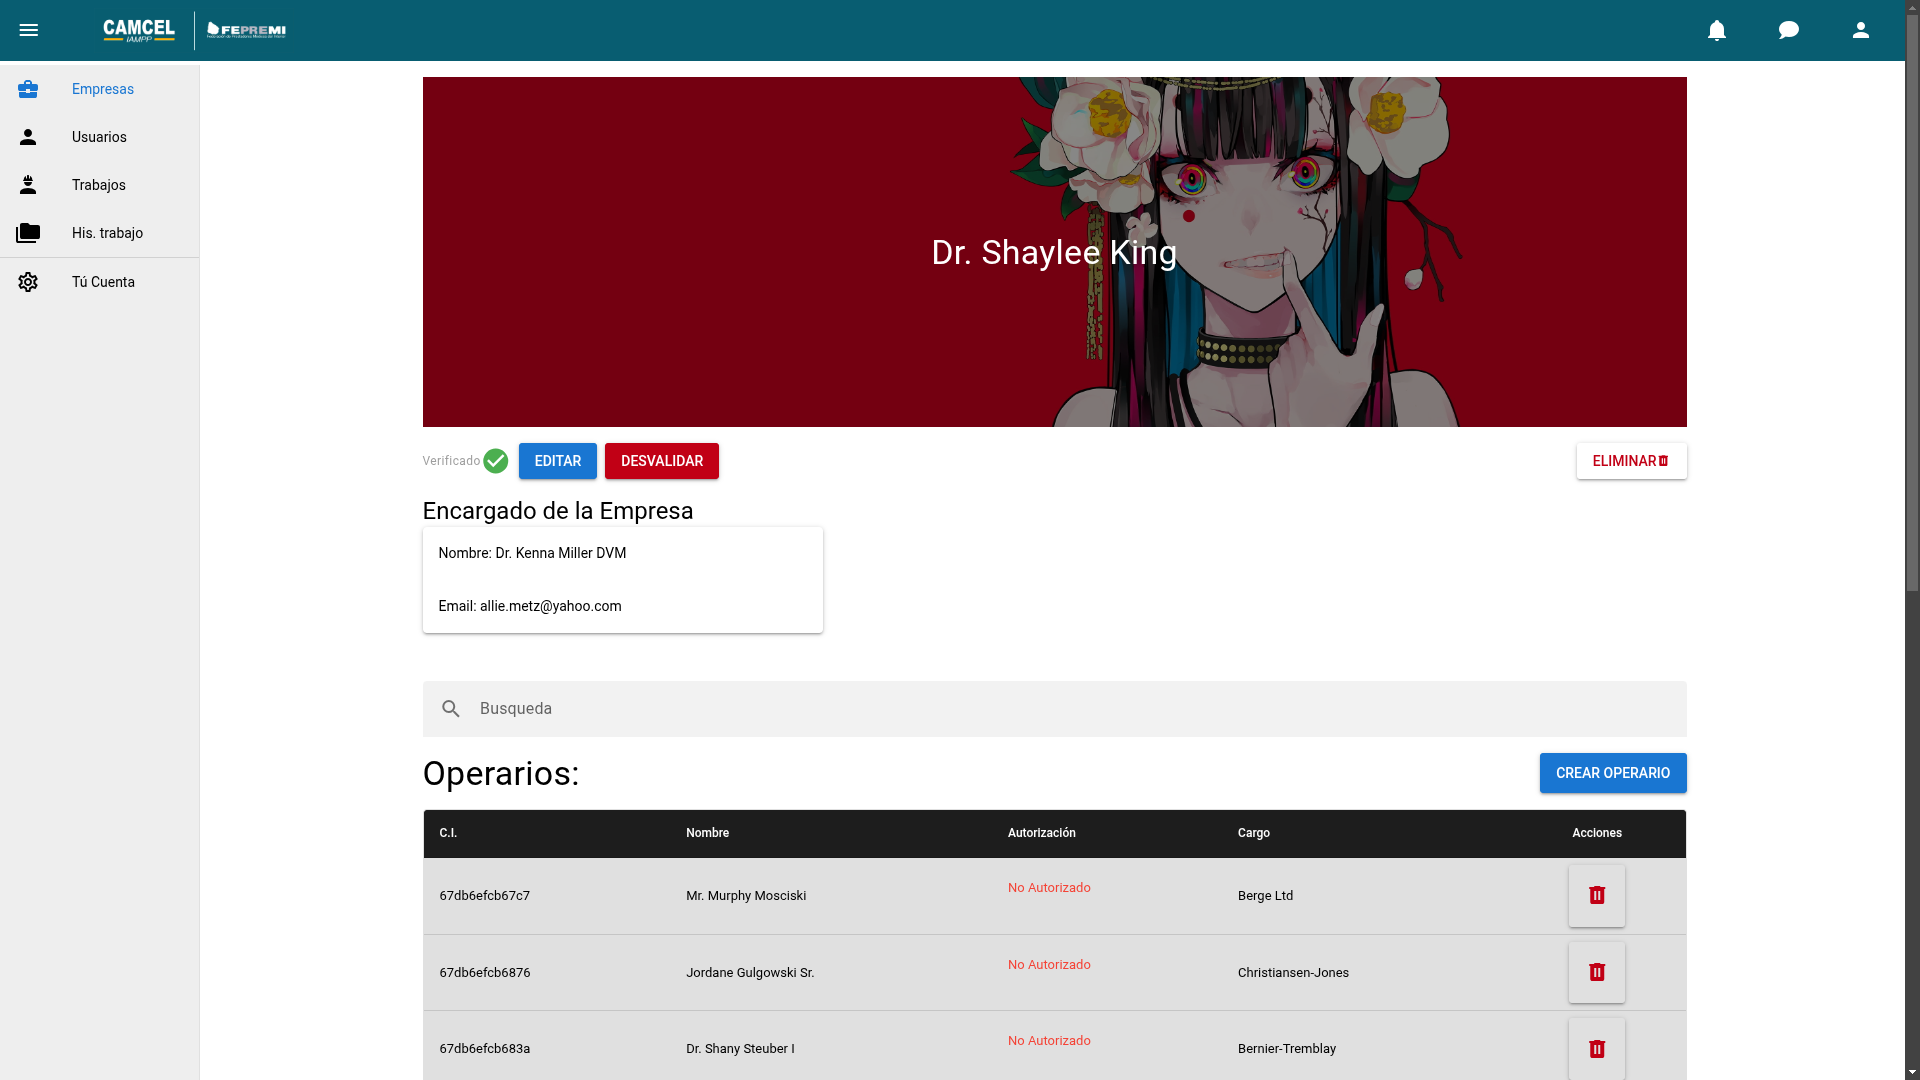 CAMCEL
IAMPP
FEPREMI
Empresas
Usuarios
Trabajos
His. trabajo
Tú Cuenta
Dr. Shaylee King
Verificado
EDITAR
DESVALIDAR
ELIMINAR
Encargado de la Empresa
Nombre: Dr. Kenna Miller DVM
Email: allie.metz@yahoo.com
Busqueda
Operarios:
CREAR OPERARIO
C.I. Nombre Autorización Cargo Acciones
67db6efcb67c7 Mr. Murphy Mosciski No Autorizado Berge Ltd
67db6efcb6876 Jordane Gulgowski Sr. No Autorizado Christiansen-Jones
67db6efcb683a Dr. Shany Steuber I No Autorizado Bernier-Tremblay